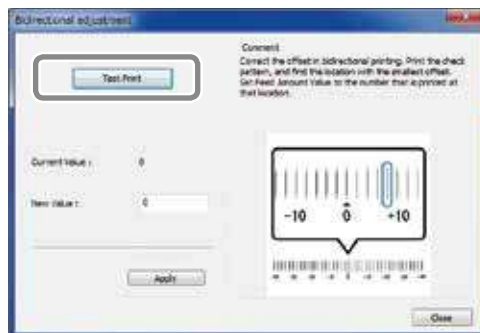 Bidirectional adjustment
Test Print
Comment
Correct the offset in bidirectional printing. Print the check
pattern, and find the location with the smallest offset.
Set Feed Amount Value to the number that is printed at
that location.
Current Value : 0
New Value : 0
-10 0 +10
Apply
Close